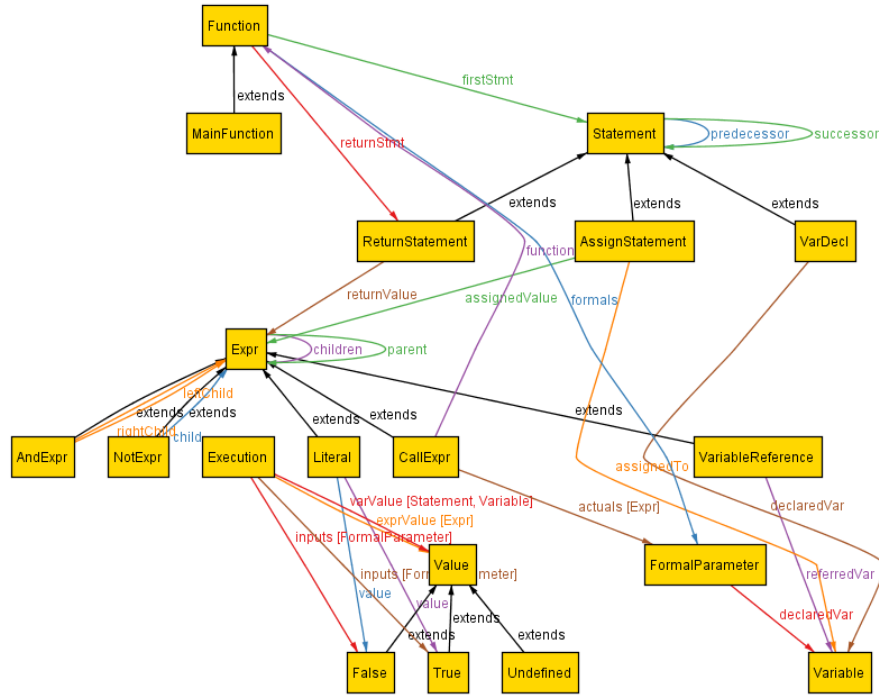 Function
firstStmt
extends
MainFunction
Statement
predecessor
successor
returnStmt
extends
extends
extends
ReturnStatement
function
AssignStatement
VarDecl
returnValue
assignedValue
formals
Expr
children
parent
leftChild
extends
extends
extends
extends
extends
rightChild
child
AndExpr
NotExpr
Execution
Literal
CallExpr
assignedTo
VariableReference
varValue [Statement, Variable]
actuals [Expr]
declaredVar
exprValue [Expr]
inputs [FormalParameter]
Value
FormalParameter
inputs [FormalParameter]
referredVar
value
value
declaredVar
extends
extends
extends
False
True
Undefined
Variable